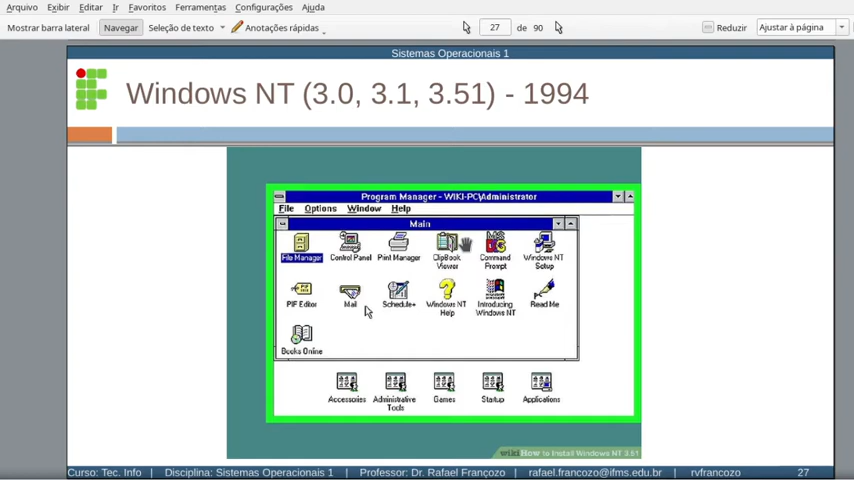 Arquivo Exibir Editar Ir Favoritos Ferramentas Configurações Ajuda
Mostrar barra lateral Navegar Seleção de texto Anotações rápidas 27 de 90 Reduzir Ajustar à página
Sistemas Operacionais 1
Windows NT (3.0, 3.1, 3.51) - 1994
Program Manager - WIKI-PC\Administrator
File Options Window Help
Main
File Manager Control Panel Print Manager ClipBook Viewer MS Command Prompt Windows NT Setup
PIF Editor Mail Schedule+ Windows NT Help Introducing Windows NT Read Me
Books Online
Accessories Administrative Tools Games Startup Applications
wikiHow to Install Windows NT 3.51
Curso: Tec. Info | Disciplina: Sistemas Operacionais 1 | Professor: Dr. Rafael Françozo | rafael.francozo@ifms.edu.br | rvfrancozo 27